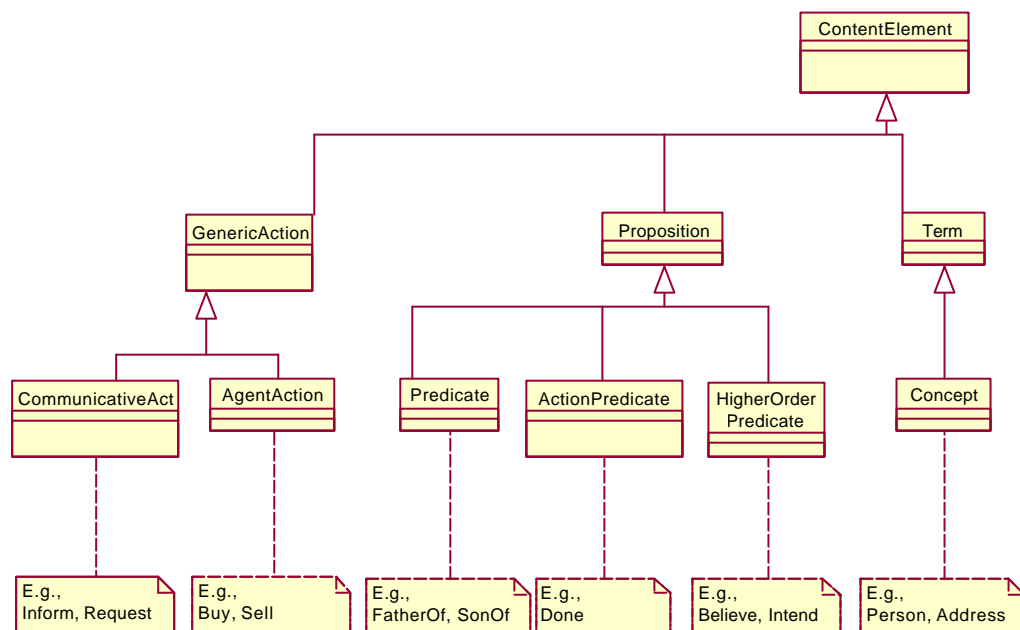 ContentElement
GenericAction
Proposition
Term
CommunicativeAct
AgentAction
Predicate
ActionPredicate
HigherOrder
Predicate
Concept
E.g.,
Inform, Request
E.g.,
Buy, Sell
E.g.,
FatherOf, SonOf
E.g.,
Done
E.g.,
Believe, Intend
E.g.,
Person, Address